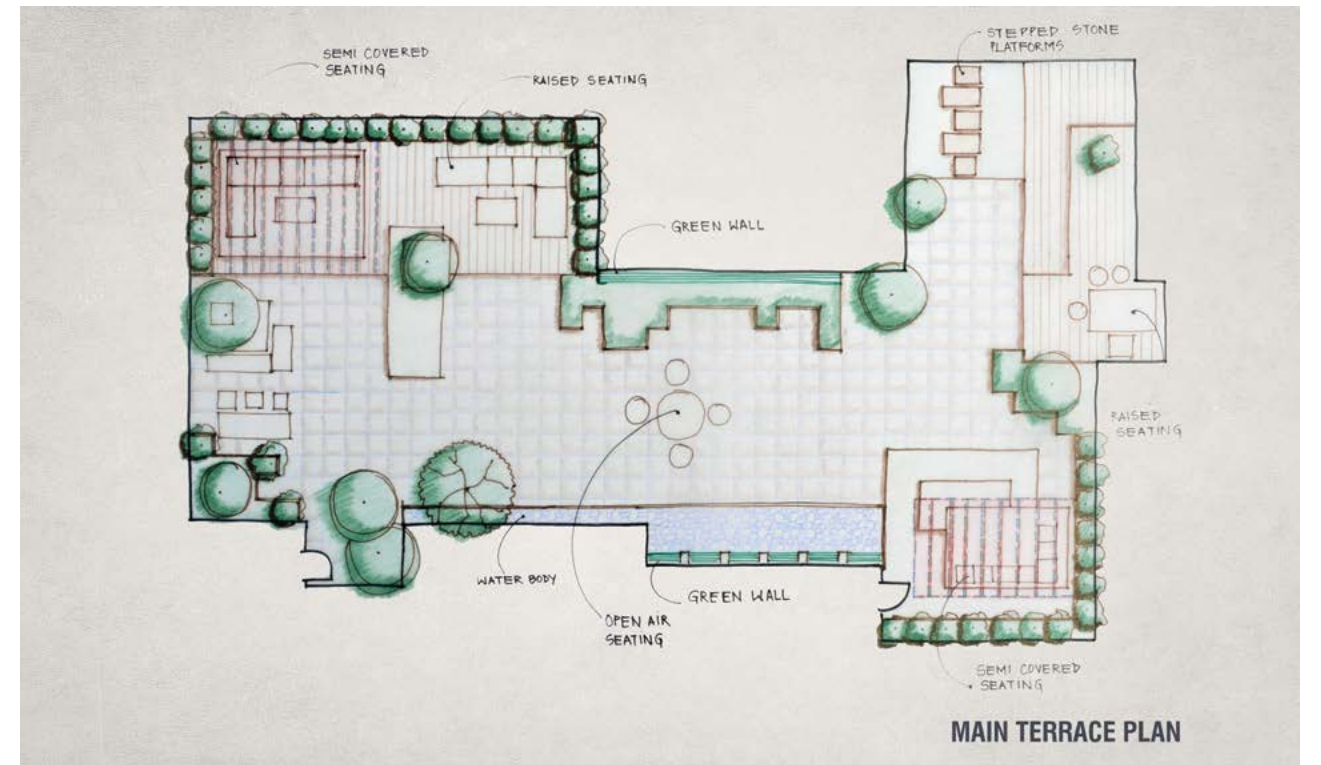 SEMI COVERED
SEATING
RAISED SEATING
STEPPED STONE
PLATFORMS
GREEN WALL
RAISED
SEATING
WATER BODY
GREEN WALL
OPEN AIR
SEATING
SEMI COVERED
SEATING
MAIN TERRACE PLAN